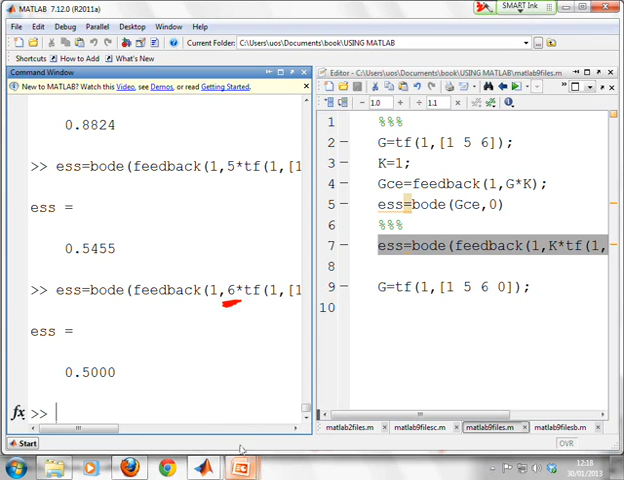 MATLAB 7.12.0 (R2011a)
SMART Ink
File Edit Debug Parallel Desktop Window Help
Current Folder: C:\Users\uos\Documents\book\USING MATLAB
Shortcuts How to Add What's New
Command Window
New to MATLAB? Watch this Video, see Demos, or read Getting Started.
0.8824
>> ess=bode(feedback(1,5*tf(1,[1
ess =
0.5455
>> ess=bode(feedback(1,6*tf(1,[1
ess =
0.5000
fx >>
Editor - C:\Users\uos\Documents\book\USING MATLAB\matlab9files.m
− 1.0 + ÷ 1.1 ×
1 %%%
2 G=tf(1,[1 5 6]);
3 K=1;
4 Gce=feedback(1,G*K);
5 ess=bode(Gce,0)
6 %%%
7 ess=bode(feedback(1,K*tf(1,
8
9 G=tf(1,[1 5 6 0]);
10
matlab2files.m matlab9filesc.m matlab9files.m matlab9filesb.m
Start
OVR
12:18
30/01/2013